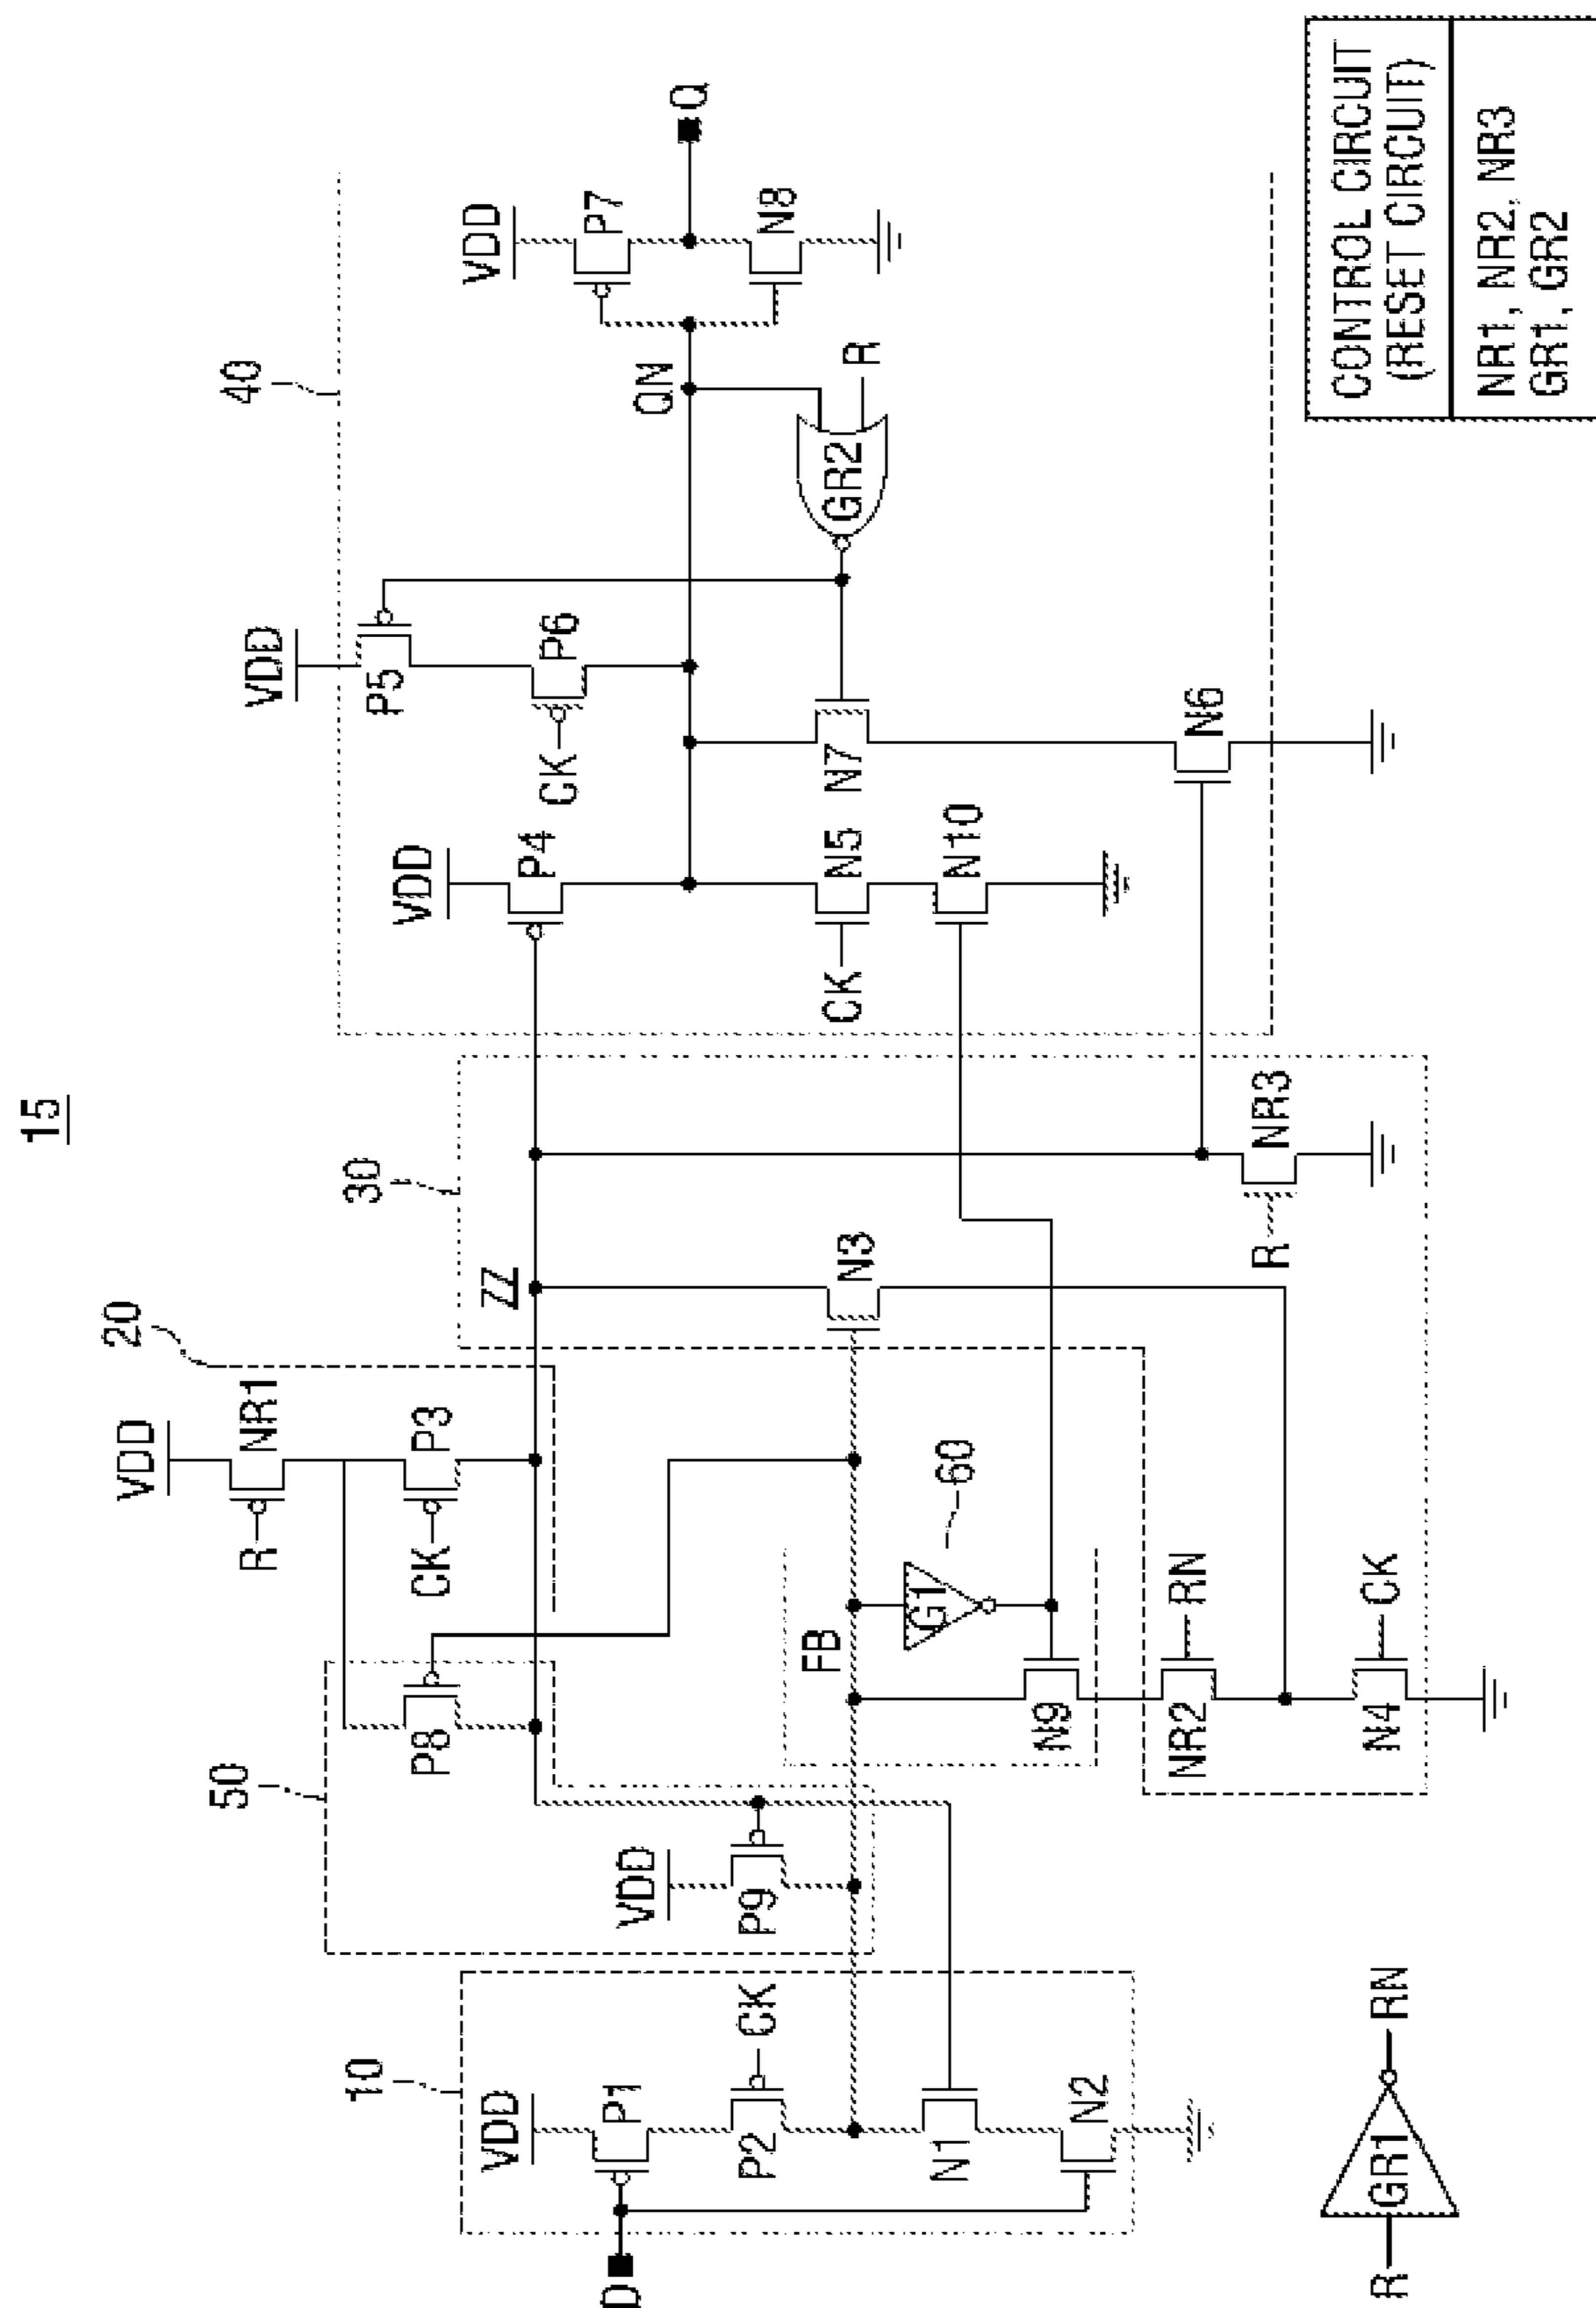 15
10
50
20
30
40
VDD
P1
D
P2
CK
N1
N2
VDD
P9
P8
VDD
R
NR1
CK
P3
ZZ
FB
G1
60
N9
NR2
RN
N4
CK
N3
R
NR3
VDD
P4
CK
N5
N10
VDD
P5
CK
P6
N7
N6
QN
GR2
R
VDD
P7
N8
Q
R
GR1
RN
CONTROL CIRCUIT
(RESET CIRCUIT)
NR1, NR2, NR3
GR1, GR2